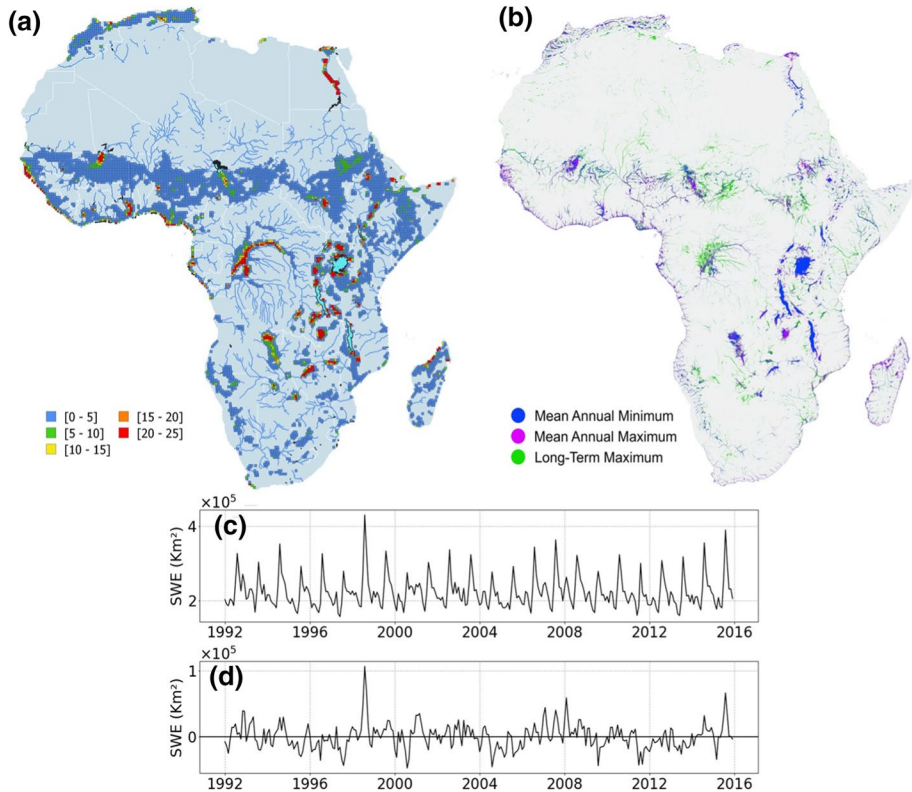 (a)
(b)
[0 - 5]
[15 - 20]
[5 - 10]
[20 - 25]
[10 - 15]
Mean Annual Minimum
Mean Annual Maximum
Long-Term Maximum
×10⁵
(c)
SWE (Km²)
4
2
1992 1996 2000 2004 2008 2012 2016
×10⁵
(d)
SWE (Km²)
1
0
1992 1996 2000 2004 2008 2012 2016